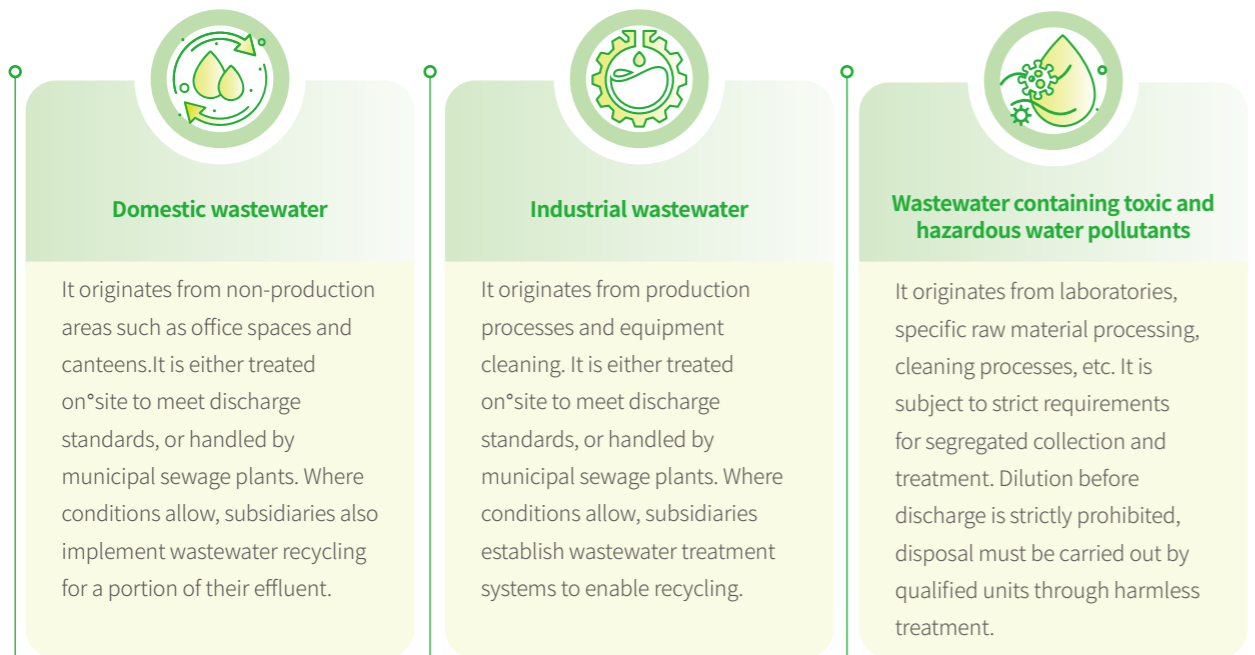 Domestic wastewater
It originates from non-production
areas such as office spaces and
canteens.It is either treated
on°site to meet discharge
standards, or handled by
municipal sewage plants. Where
conditions allow, subsidiaries also
implement wastewater recycling
for a portion of their effluent.
Industrial wastewater
It originates from production
processes and equipment
cleaning. It is either treated
on°site to meet discharge
standards, or handled by
municipal sewage plants. Where
conditions allow, subsidiaries
establish wastewater treatment
systems to enable recycling.
Wastewater containing toxic and
hazardous water pollutants
It originates from laboratories,
specific raw material processing,
cleaning processes, etc. It is
subject to strict requirements
for segregated collection and
treatment. Dilution before
discharge is strictly prohibited,
disposal must be carried out by
qualified units through harmless
treatment.